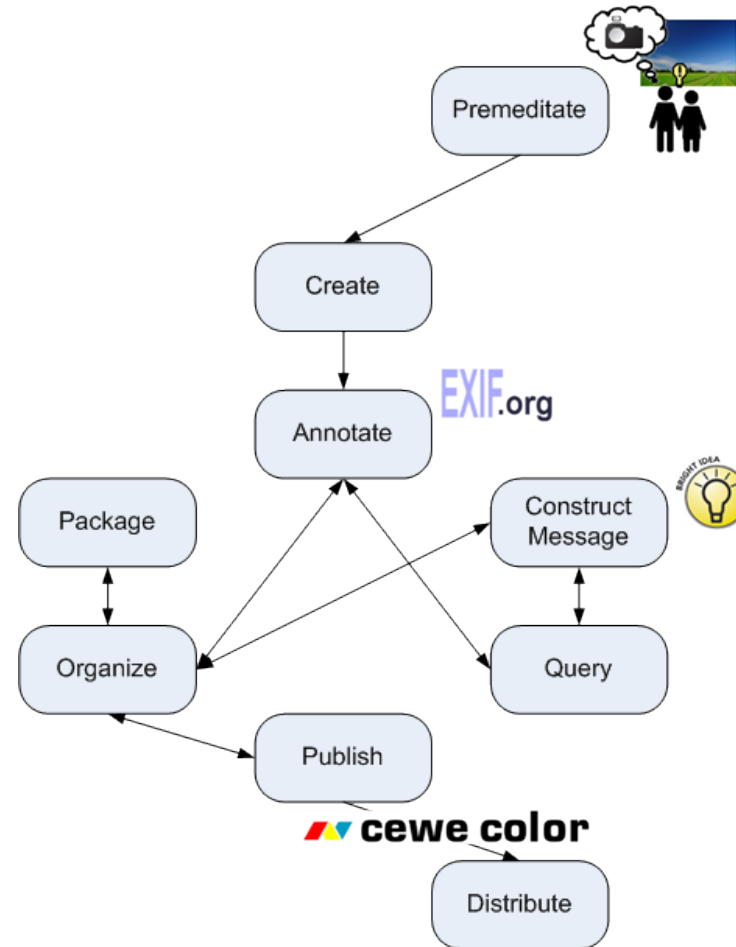 Premeditate
Create
Annotate
EXIF.org
BRIGHT IDEA
Package
Construct
Message
Organize
Query
Publish
cewe color
Distribute